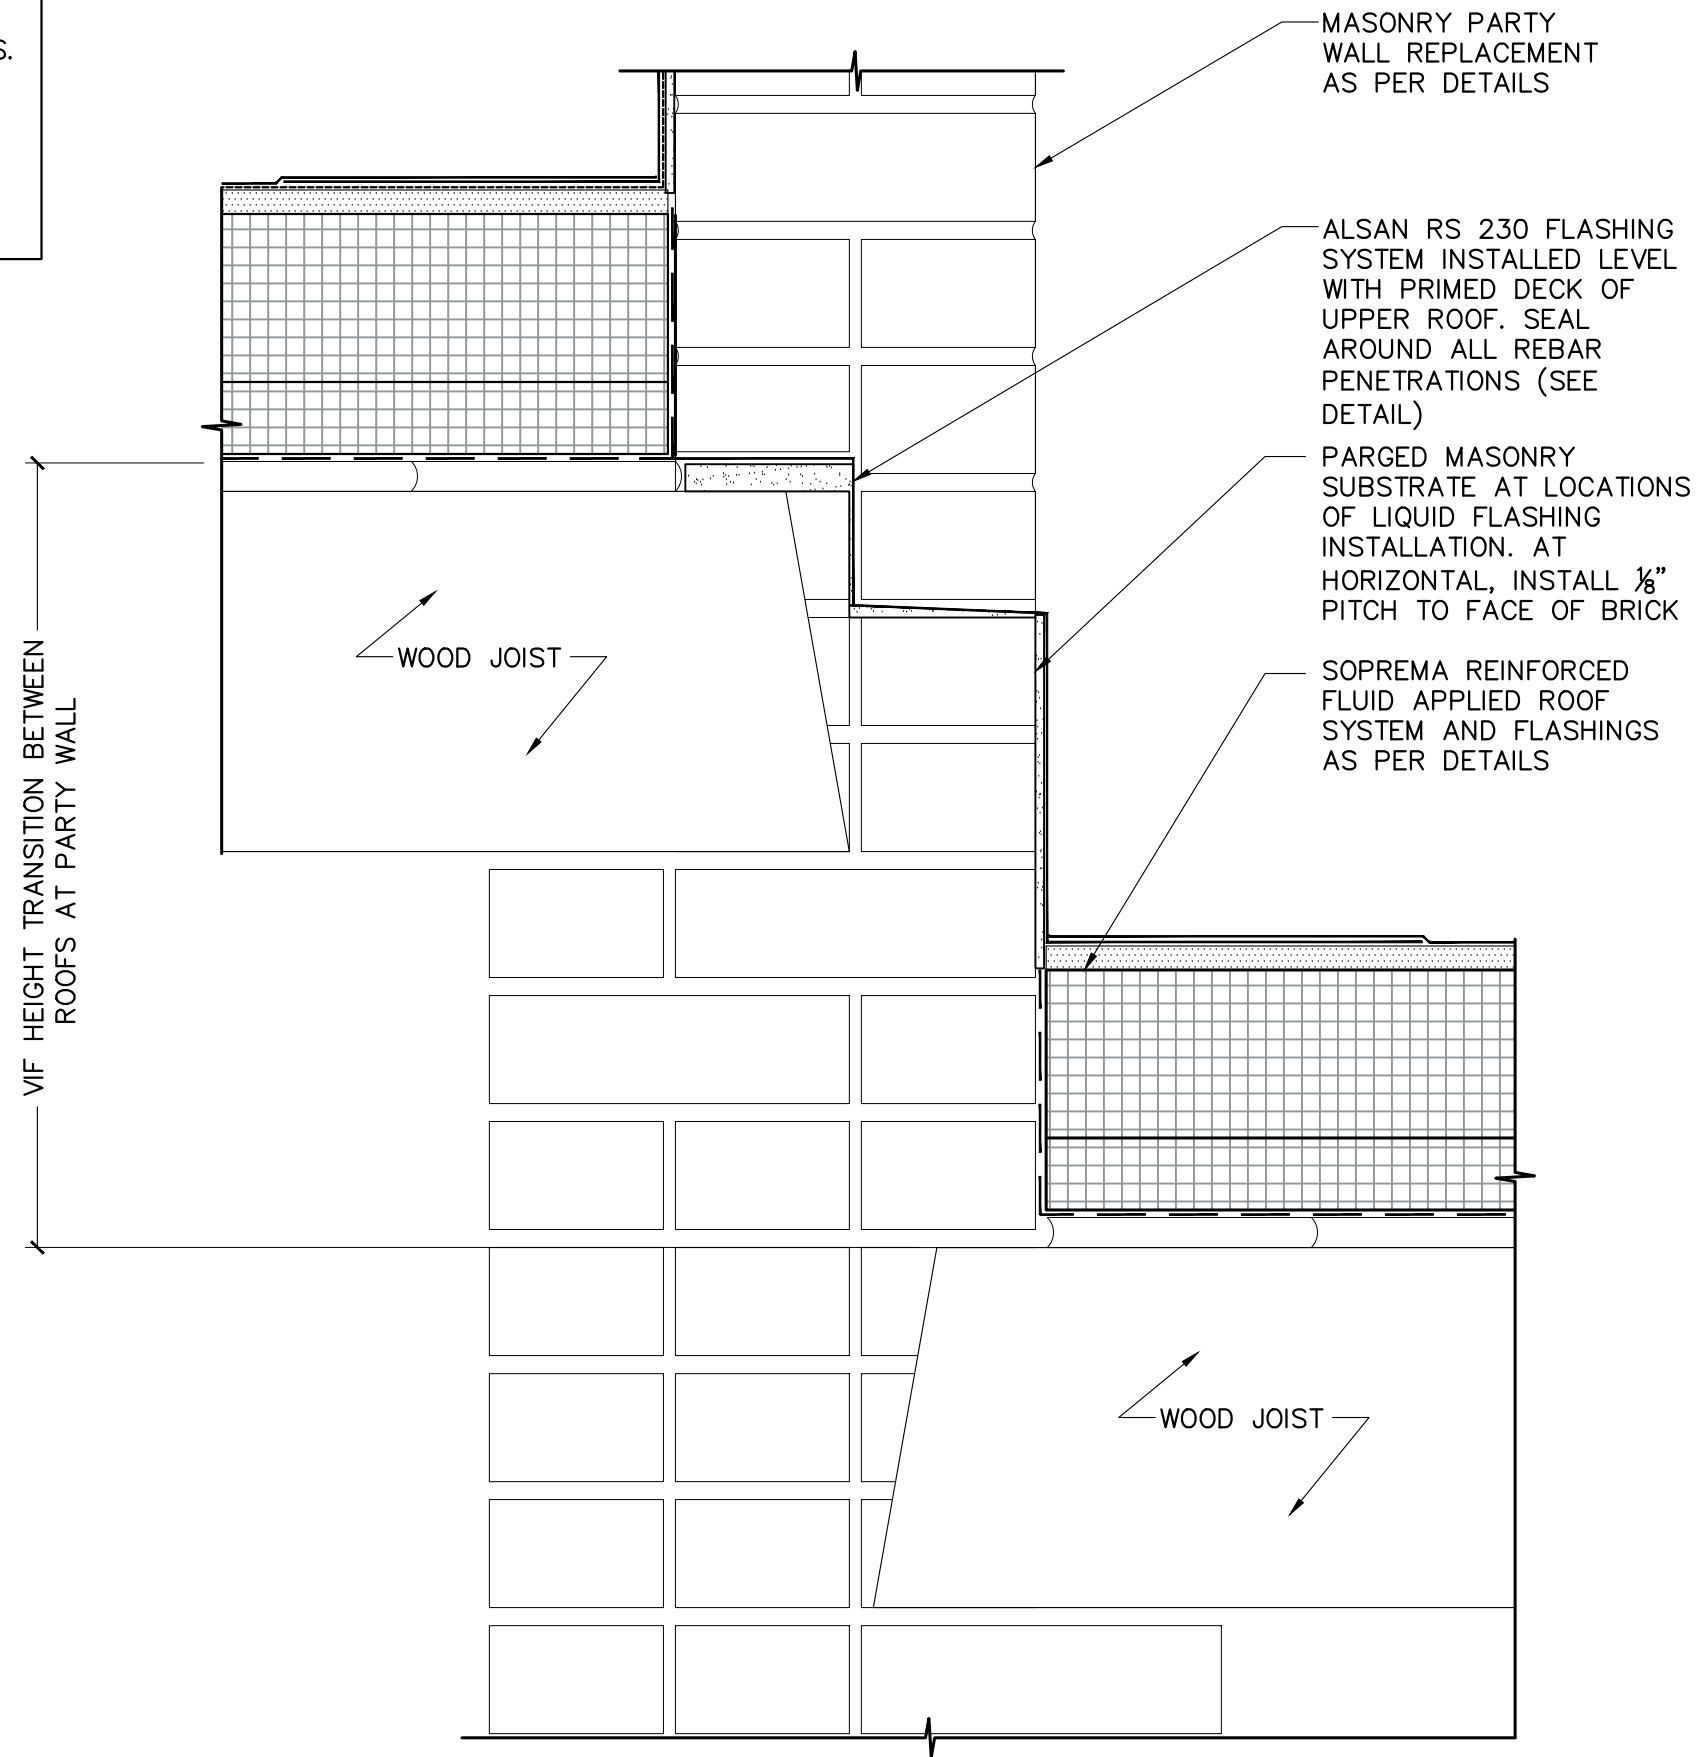 S.
MASONRY PARTY
WALL REPLACEMENT
AS PER DETAILS
ALSAN RS 230 FLASHING
SYSTEM INSTALLED LEVEL
WITH PRIMED DECK OF
UPPER ROOF. SEAL
AROUND ALL REBAR
PENETRATIONS (SEE
DETAIL)
PARGED MASONRY
SUBSTRATE AT LOCATIONS
OF LIQUID FLASHING
INSTALLATION. AT
HORIZONTAL, INSTALL ⅛”
PITCH TO FACE OF BRICK
SOPREMA REINFORCED
FLUID APPLIED ROOF
SYSTEM AND FLASHINGS
AS PER DETAILS
WOOD JOIST
VIF HEIGHT TRANSITION BETWEEN
ROOFS AT PARTY WALL
WOOD JOIST